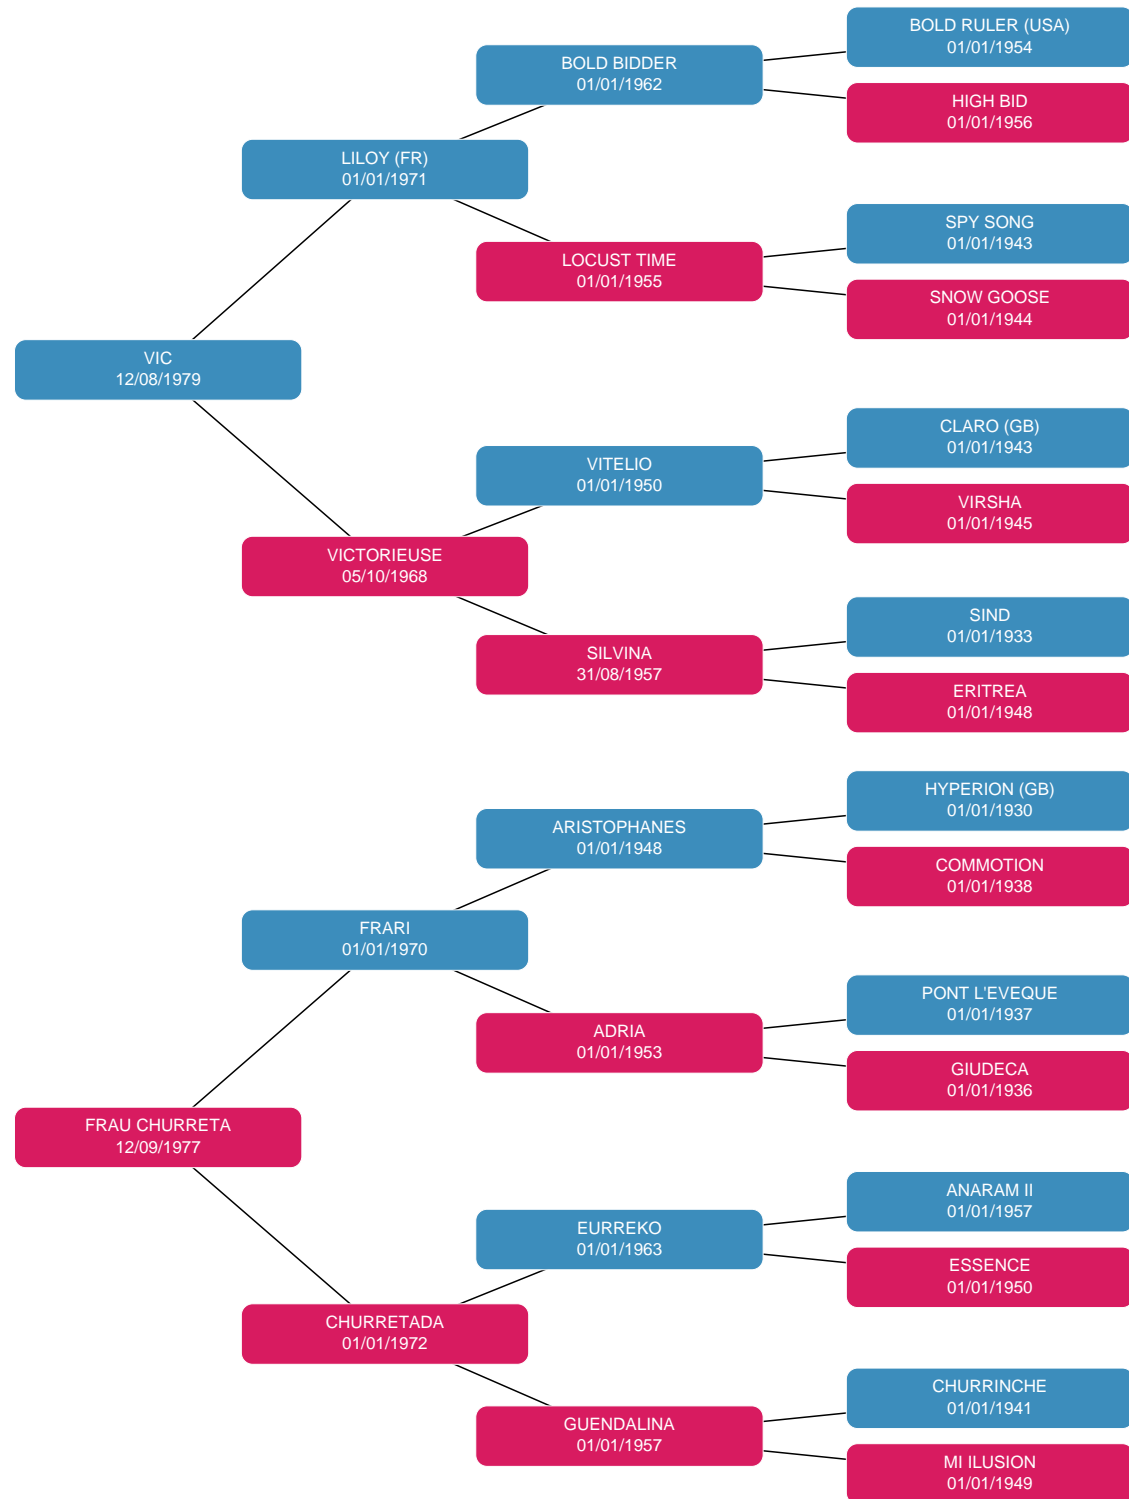 BOLD RULER (USA)
01/01/1954
BOLD BIDDER
01/01/1962
HIGH BID
01/01/1956
LILOY (FR)
01/01/1971
SPY SONG
01/01/1943
LOCUST TIME
01/01/1955
SNOW GOOSE
01/01/1944
VIC
12/08/1979
CLARO (GB)
01/01/1943
VITELIO
01/01/1950
VIRSHA
01/01/1945
VICTORIEUSE
05/10/1968
SIND
01/01/1933
SILVINA
31/08/1957
ERITREA
01/01/1948
HYPERION (GB)
01/01/1930
ARISTOPHANES
01/01/1948
COMMOTION
01/01/1938
FRARI
01/01/1970
PONT L'EVEQUE
01/01/1937
ADRIA
01/01/1953
GIUDECA
01/01/1936
FRAU CHURRETA
12/09/1977
ANARAM II
01/01/1957
EURREKO
01/01/1963
ESSENCE
01/01/1950
CHURRETADA
01/01/1972
CHURRINCHE
01/01/1941
GUENDALINA
01/01/1957
MI ILUSION
01/01/1949